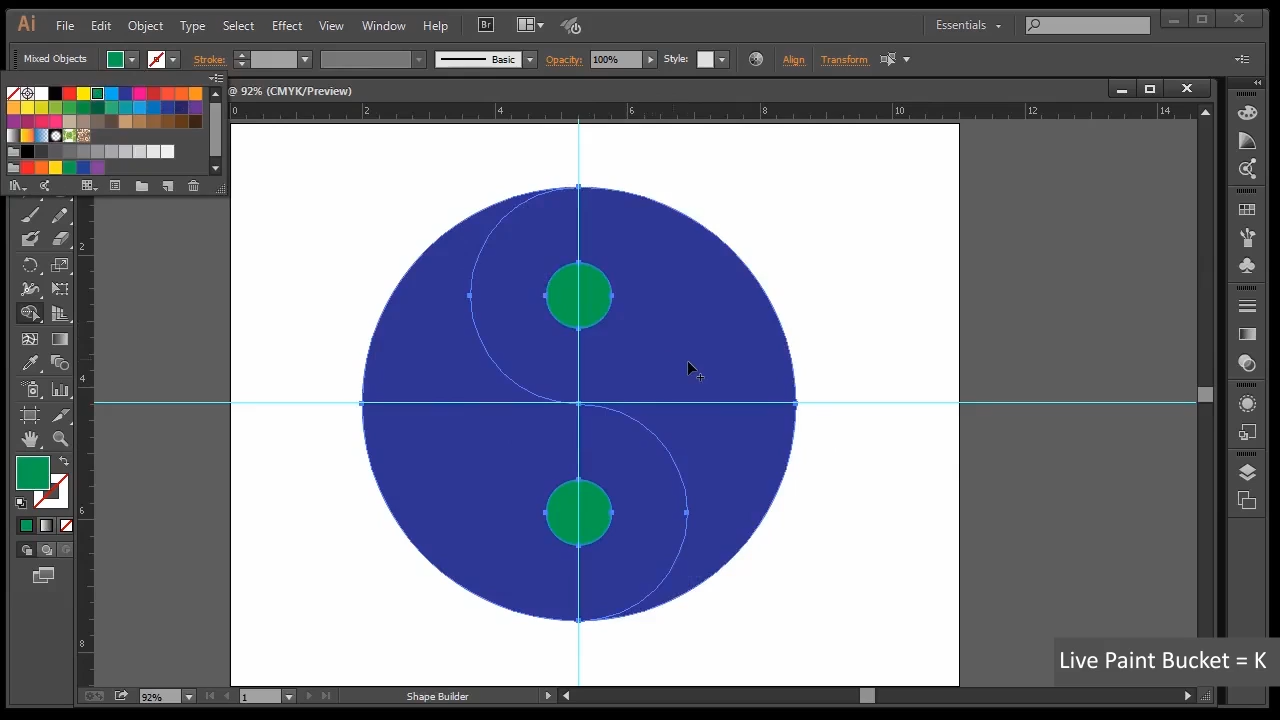 Ai File Edit Object Type Select Effect View Window Help Br Essentials
Mixed Objects Stroke: Basic Opacity: 100% Style: Align Transform
@ 92% (CMYK/Preview)
0 2 4 6 8 10 12 14
2
4
6
8
Live Paint Bucket = K
92% 1 Shape Builder